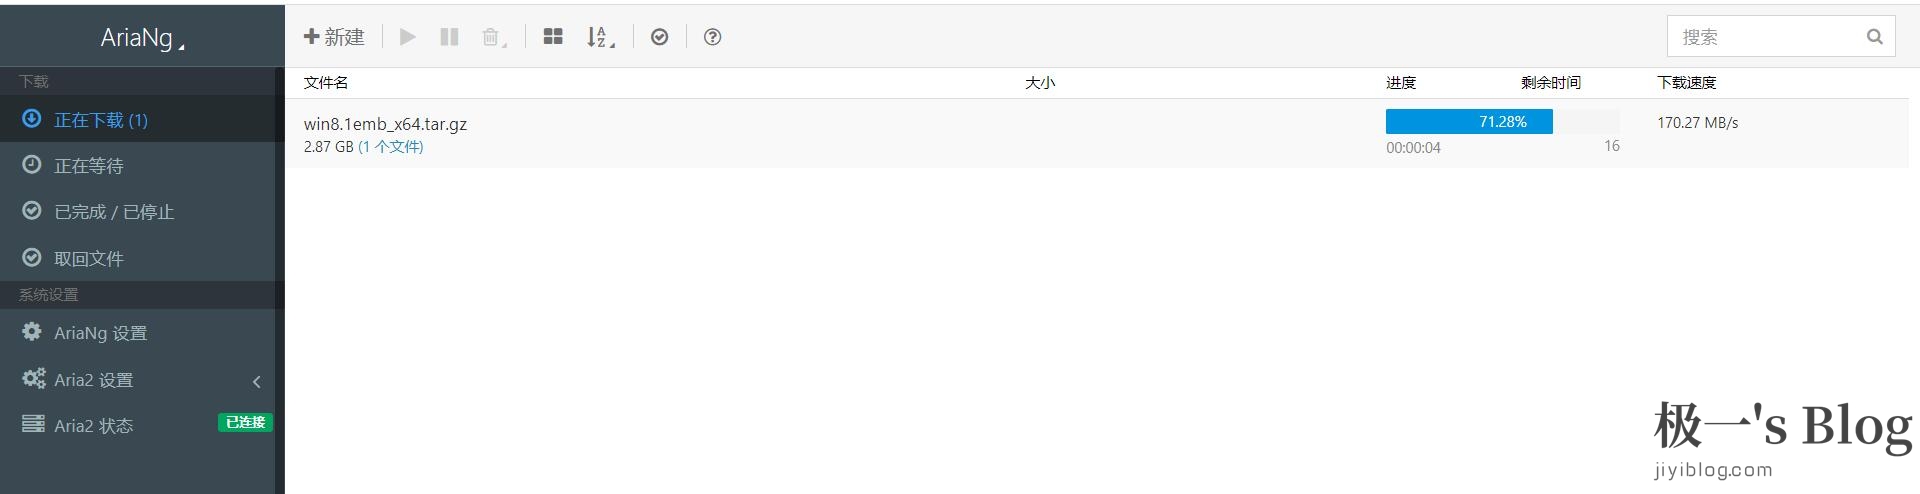 AriaNg
新建
搜索
下载
正在下载 (1)
正在等待
已完成 / 已停止
取回文件
系统设置
AriaNg 设置
Aria2 设置
Aria2 状态 已连接
文件名 大小 进度 剩余时间 下载速度
win8.1emb_x64.tar.gz 71.28% 170.27 MB/s
2.87 GB (1 个文件) 00:00:04 16
极一's Blog
jiyiblog.com